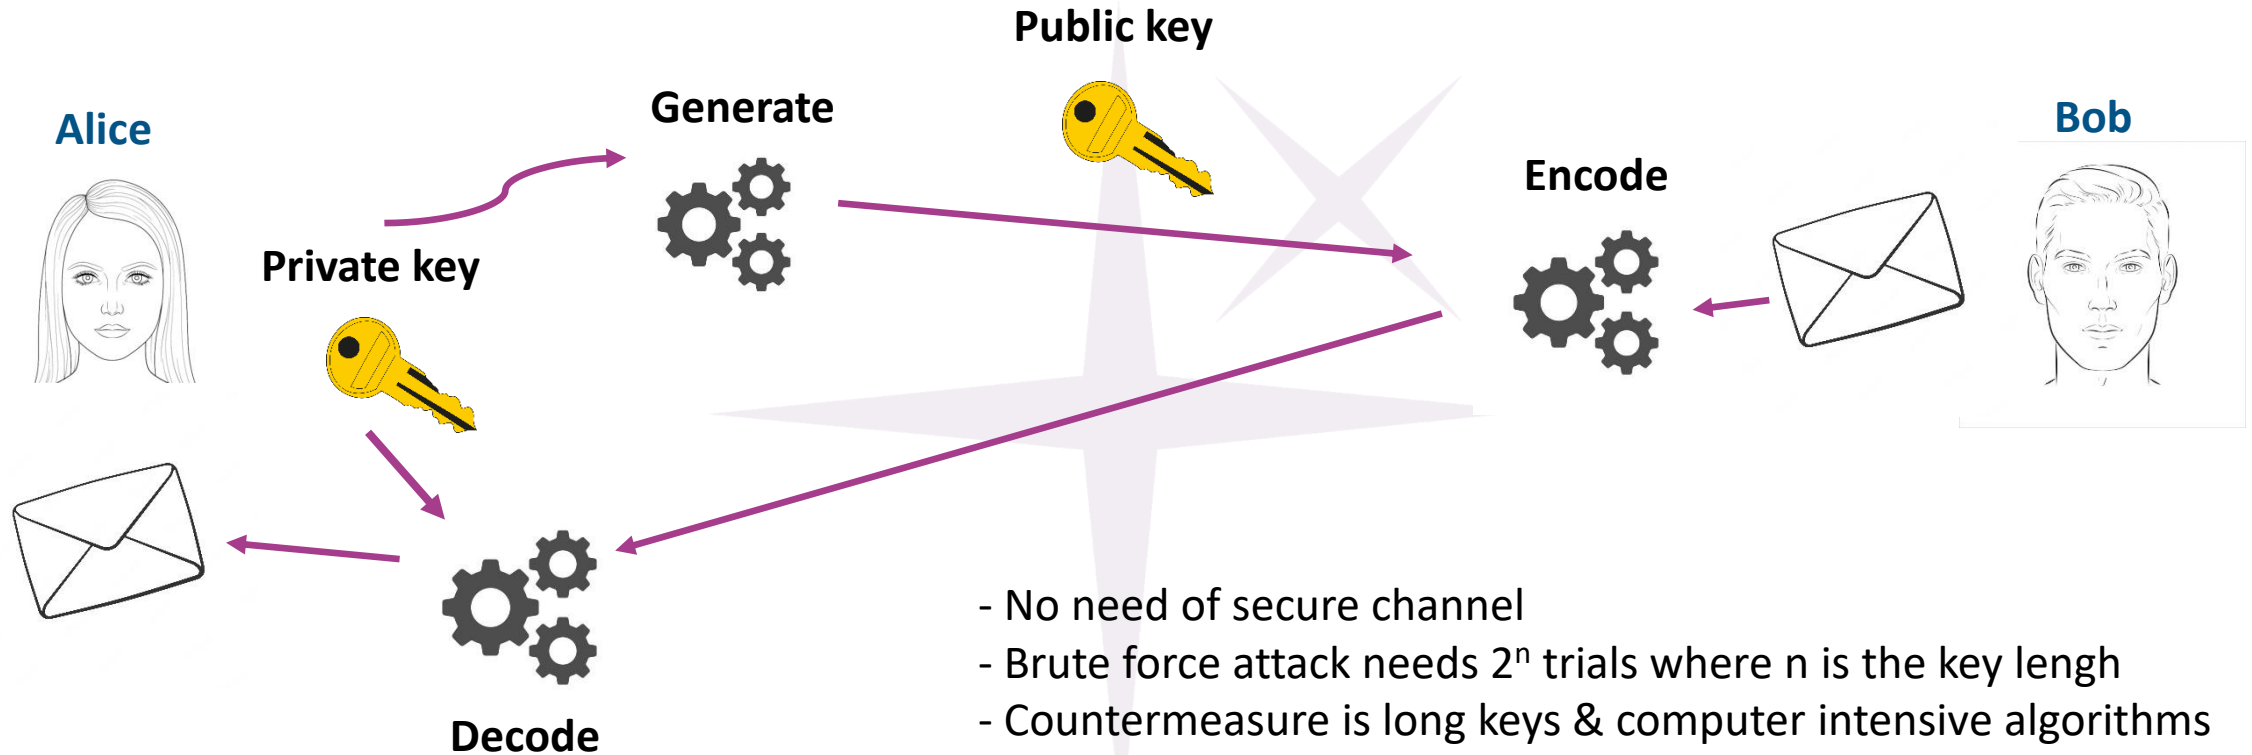 Public key
Generate
Alice
Bob
Encode
Private key
- No need of secure channel
- Brute force attack needs 2ⁿ trials where n is the key lengh
- Countermeasure is long keys & computer intensive algorithms
Decode